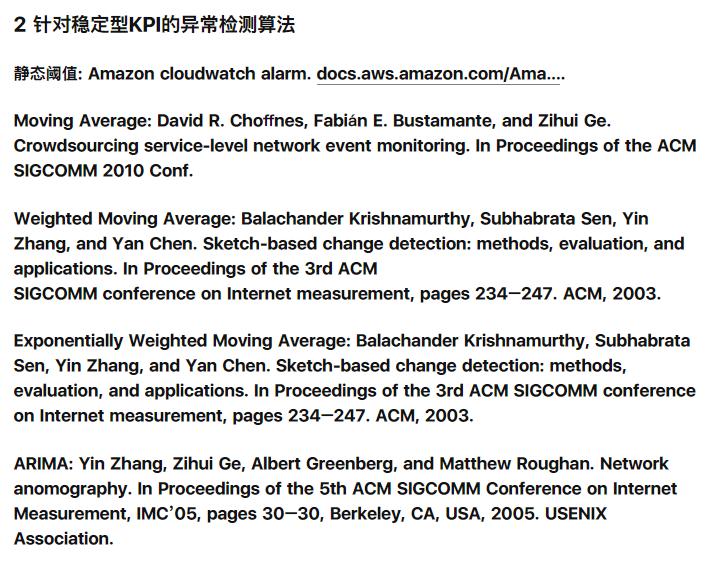 2 针对稳定型KPI的异常检测算法
静态阈值: Amazon cloudwatch alarm. docs.aws.amazon.com/Ama....
Moving Average: David R. Choffnes, Fabián E. Bustamante, and Zihui Ge.
Crowdsourcing service-level network event monitoring. In Proceedings of the ACM
SIGCOMM 2010 Conf.
Weighted Moving Average: Balachander Krishnamurthy, Subhabrata Sen, Yin
Zhang, and Yan Chen. Sketch-based change detection: methods, evaluation, and
applications. In Proceedings of the 3rd ACM
SIGCOMM conference on Internet measurement, pages 234–247. ACM, 2003.
Exponentially Weighted Moving Average: Balachander Krishnamurthy, Subhabrata
Sen, Yin Zhang, and Yan Chen. Sketch-based change detection: methods,
evaluation, and applications. In Proceedings of the 3rd ACM SIGCOMM conference
on Internet measurement, pages 234–247. ACM, 2003.
ARIMA: Yin Zhang, Zihui Ge, Albert Greenberg, and Matthew Roughan. Network
anomography. In Proceedings of the 5th ACM SIGCOMM Conference on Internet
Measurement, IMC’05, pages 30–30, Berkeley, CA, USA, 2005. USENIX
Association.